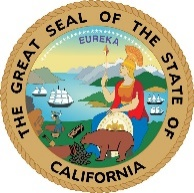 THE GREAT SEAL OF THE STATE OF CALIFORNIA
EUREKA